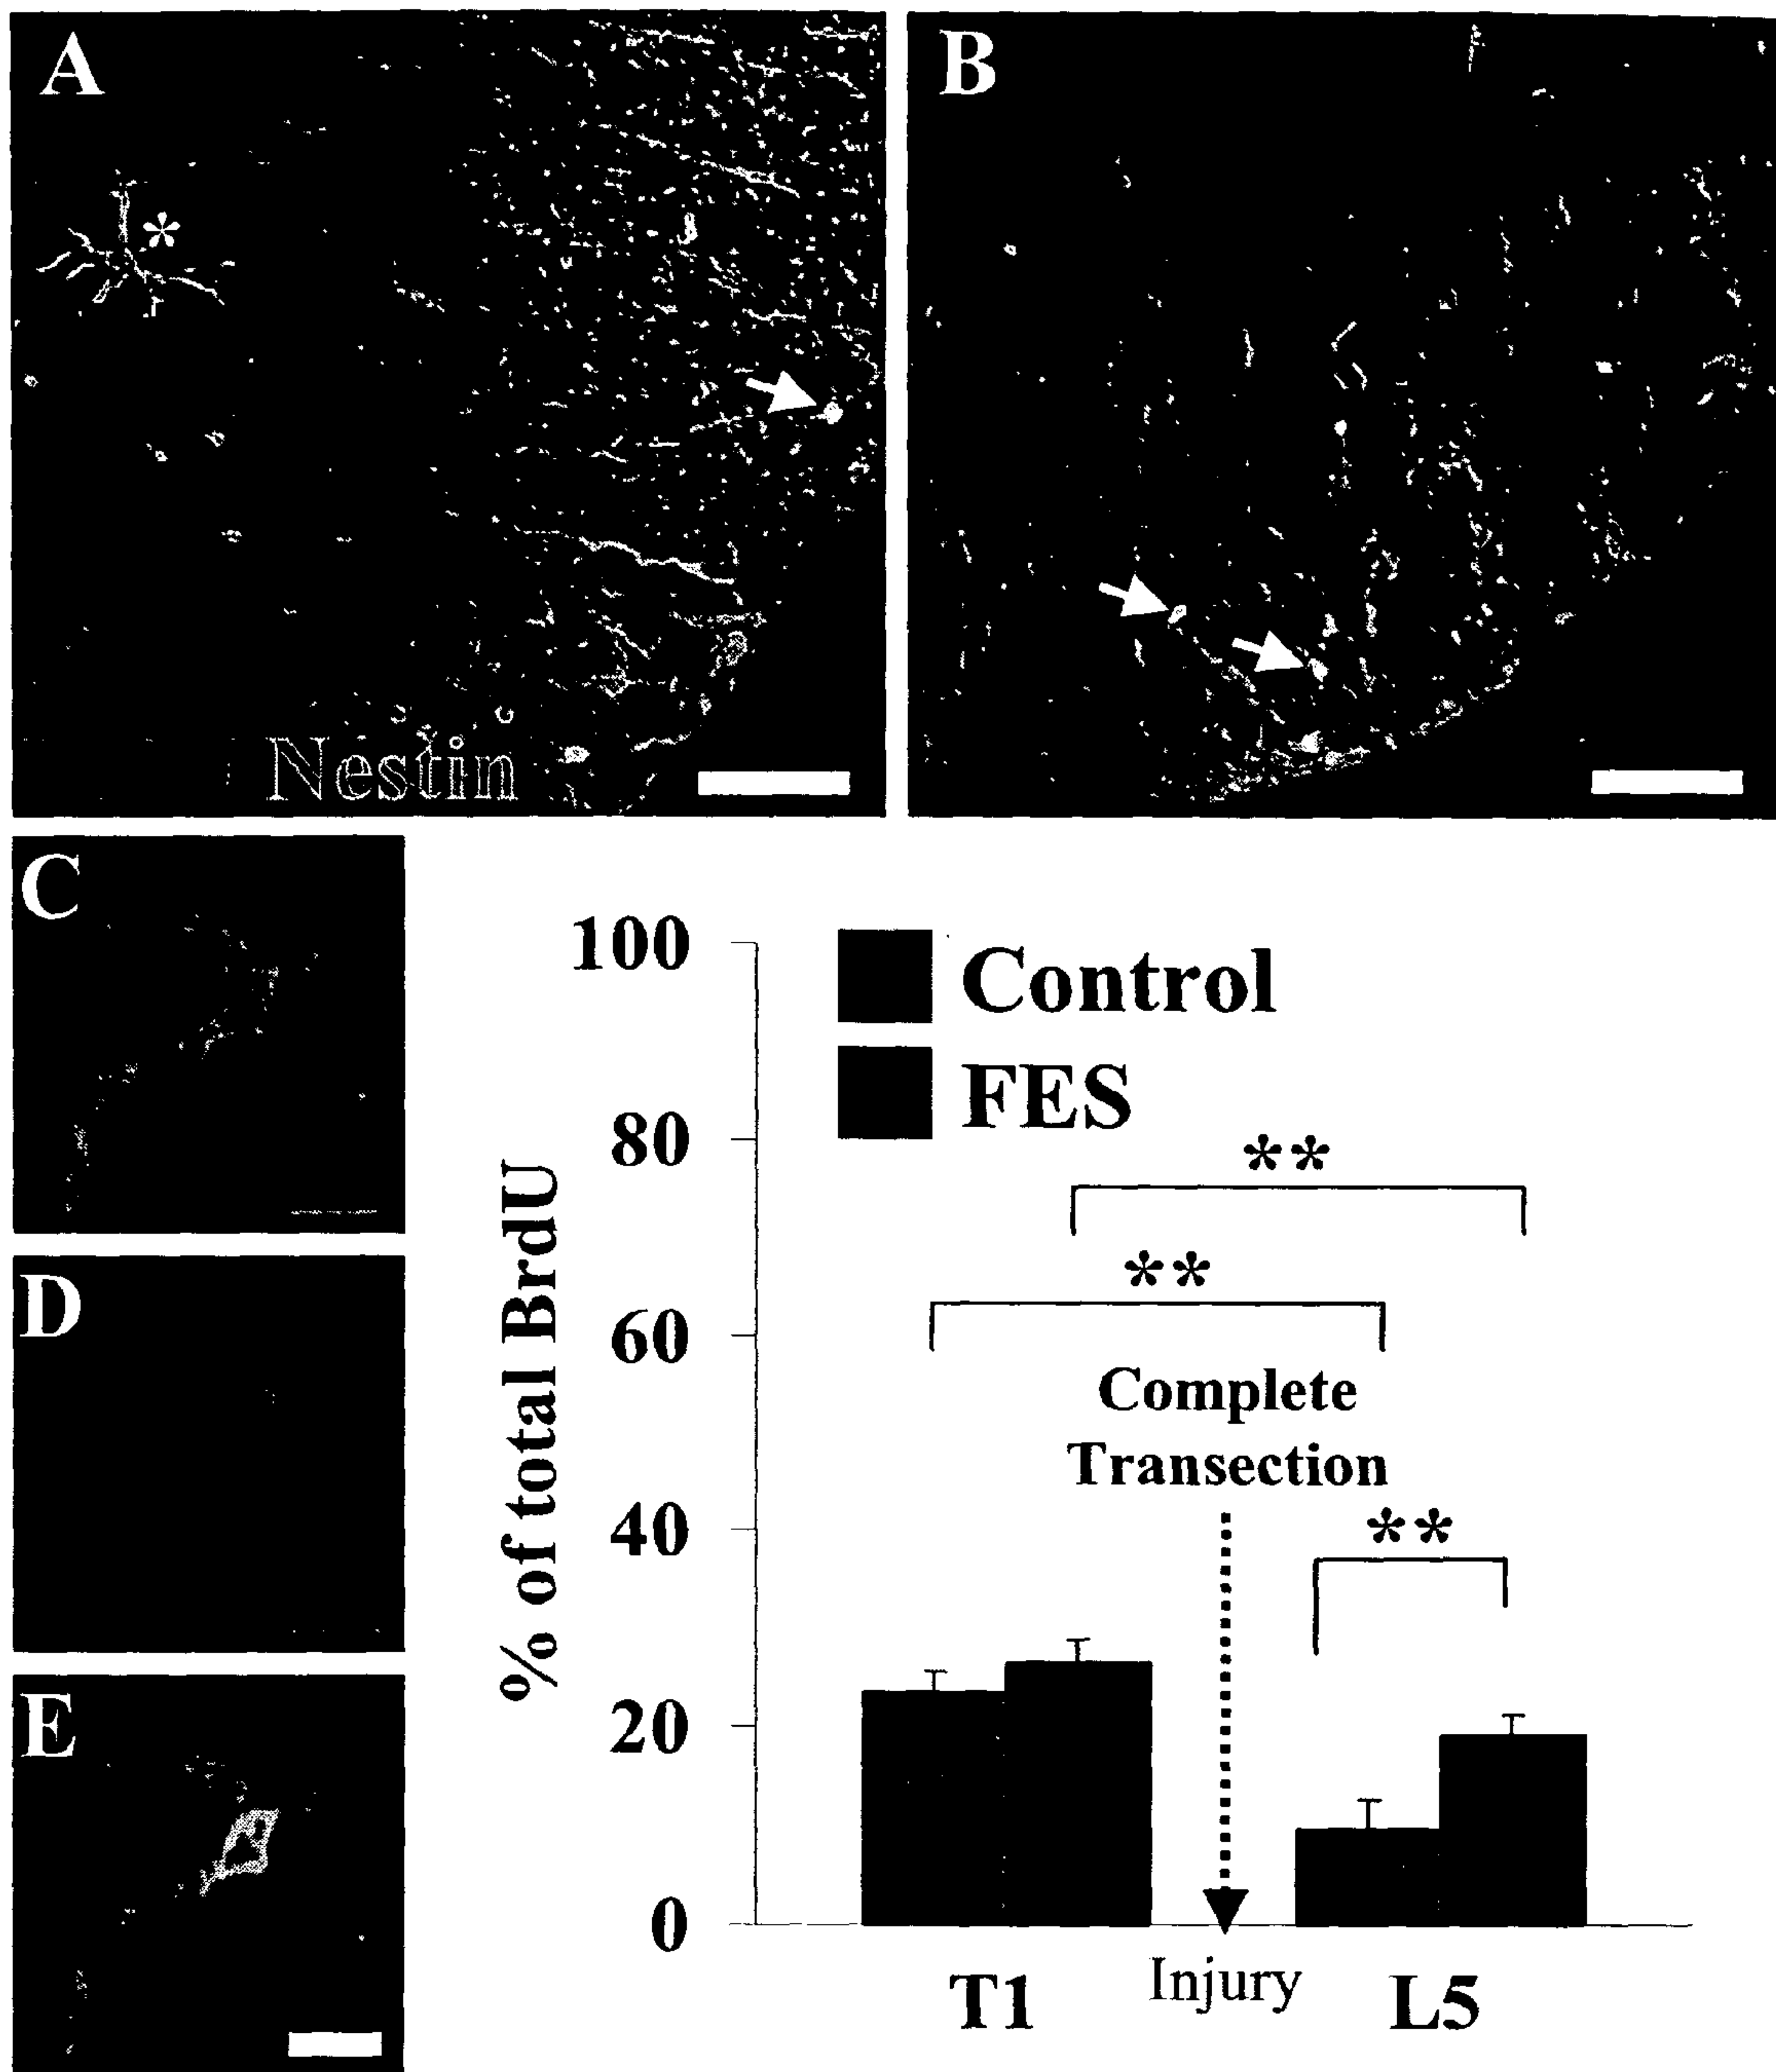 A
B
*
Nestin
C
D
E
% of total BrdU
100
80
60
40
20
0
Control
FES
**
**
Complete
Transection
**
T1
Injury
L5